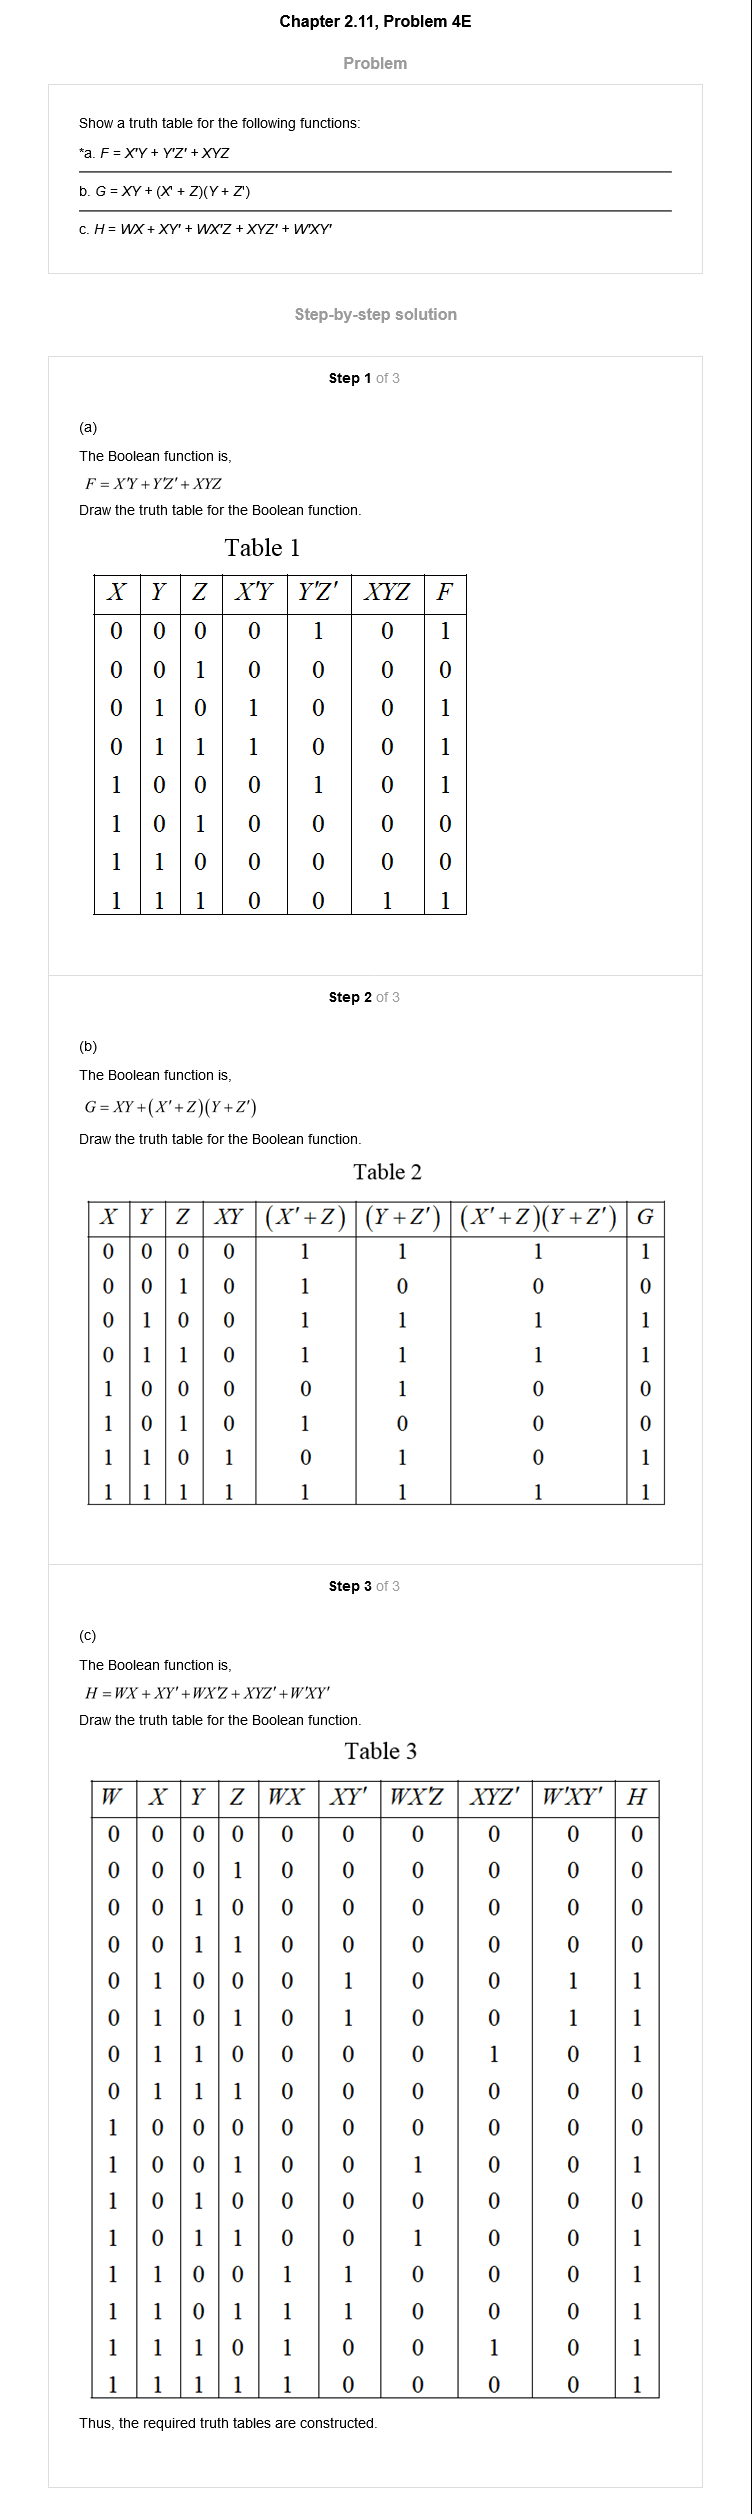 Chapter 2.11, Problem 4E
Problem
Show a truth table for the following functions:
*a. F = X'Y + Y'Z' + XYZ
b. G = XY + (X' + Z)(Y + Z')
c. H = WX + XY' + WX'Z + XYZ' + W'XY'
Step-by-step solution
Step 1 of 3
(a)
The Boolean function is,
F = X'Y + Y'Z' + XYZ
Draw the truth table for the Boolean function.
Table 1
X Y Z X'Y Y'Z' XYZ F
0 0 0 0 1 0 1
0 0 1 0 0 0 0
0 1 0 1 0 0 1
0 1 1 1 0 0 1
1 0 0 0 1 0 1
1 0 1 0 0 0 0
1 1 0 0 0 0 0
1 1 1 0 0 1 1
Step 2 of 3
(b)
The Boolean function is,
G = XY + (X' + Z)(Y + Z')
Draw the truth table for the Boolean function.
Table 2
X Y Z XY (X' + Z) (Y + Z') (X' + Z)(Y + Z') G
0 0 0 0 1 1 1 1
0 0 1 0 1 0 0 0
0 1 0 0 1 1 1 1
0 1 1 0 1 1 1 1
1 0 0 0 0 1 0 0
1 0 1 0 1 0 0 0
1 1 0 1 0 1 0 1
1 1 1 1 1 1 1 1
Step 3 of 3
(c)
The Boolean function is,
H = WX + XY' + WX'Z + XYZ' + W'XY'
Draw the truth table for the Boolean function.
Table 3
W X Y Z WX XY' WX'Z XYZ' W'XY' H
0 0 0 0 0 0 0 0 0 0
0 0 0 1 0 0 0 0 0 0
0 0 1 0 0 0 0 0 0 0
0 0 1 1 0 0 0 0 0 0
0 1 0 0 0 1 0 0 1 1
0 1 0 1 0 1 0 0 1 1
0 1 1 0 0 0 0 1 0 1
0 1 1 1 0 0 0 0 0 0
1 0 0 0 0 0 0 0 0 0
1 0 0 1 0 0 1 0 0 1
1 0 1 0 0 0 0 0 0 0
1 0 1 1 0 0 1 0 0 1
1 1 0 0 1 1 0 0 0 1
1 1 0 1 1 1 0 0 0 1
1 1 1 0 1 0 0 1 0 1
1 1 1 1 1 0 0 0 0 1
Thus, the required truth tables are constructed.